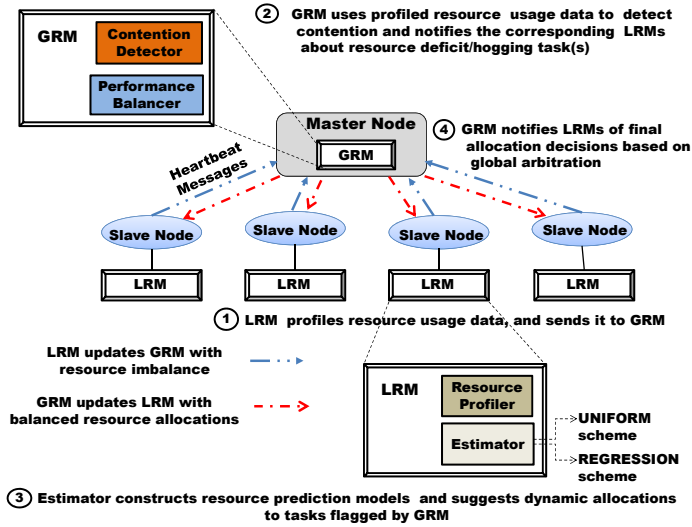 2 GRM uses profiled resource usage data to detect
contention and notifies the corresponding LRMs
about resource deficit/hogging task(s)
GRM
Contention
Detector
Performance
Balancer
Master Node
GRM
4 GRM notifies LRMs of final
allocation decisions based on
global arbitration
Heartbeat
Messages
Slave Node
Slave Node
Slave Node
Slave Node
LRM
LRM
LRM
LRM
1 LRM profiles resource usage data, and sends it to GRM
LRM updates GRM with
resource imbalance
GRM updates LRM with
balanced resource allocations
LRM
Resource
Profiler
Estimator
UNIFORM
scheme
REGRESSION
scheme
3 Estimator constructs resource prediction models and suggests dynamic allocations
to tasks flagged by GRM